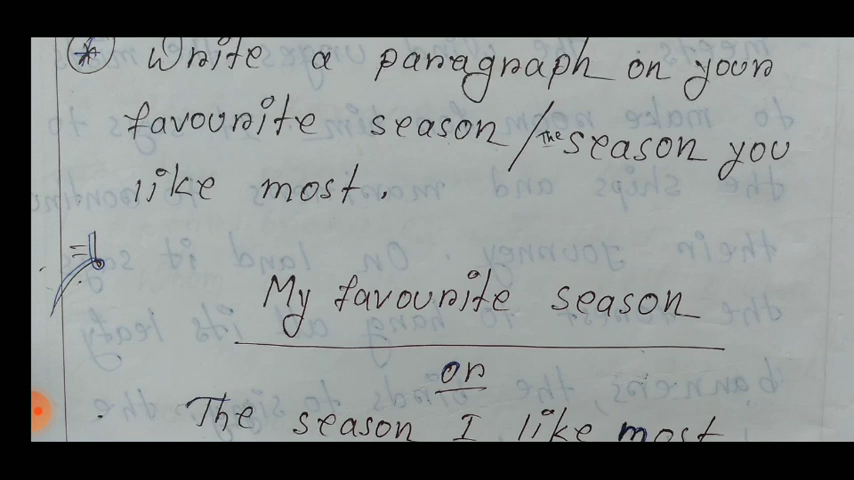 * Write a paragraph on your
favourite season / The season you
like most.
My favourite season
or
The season I like most